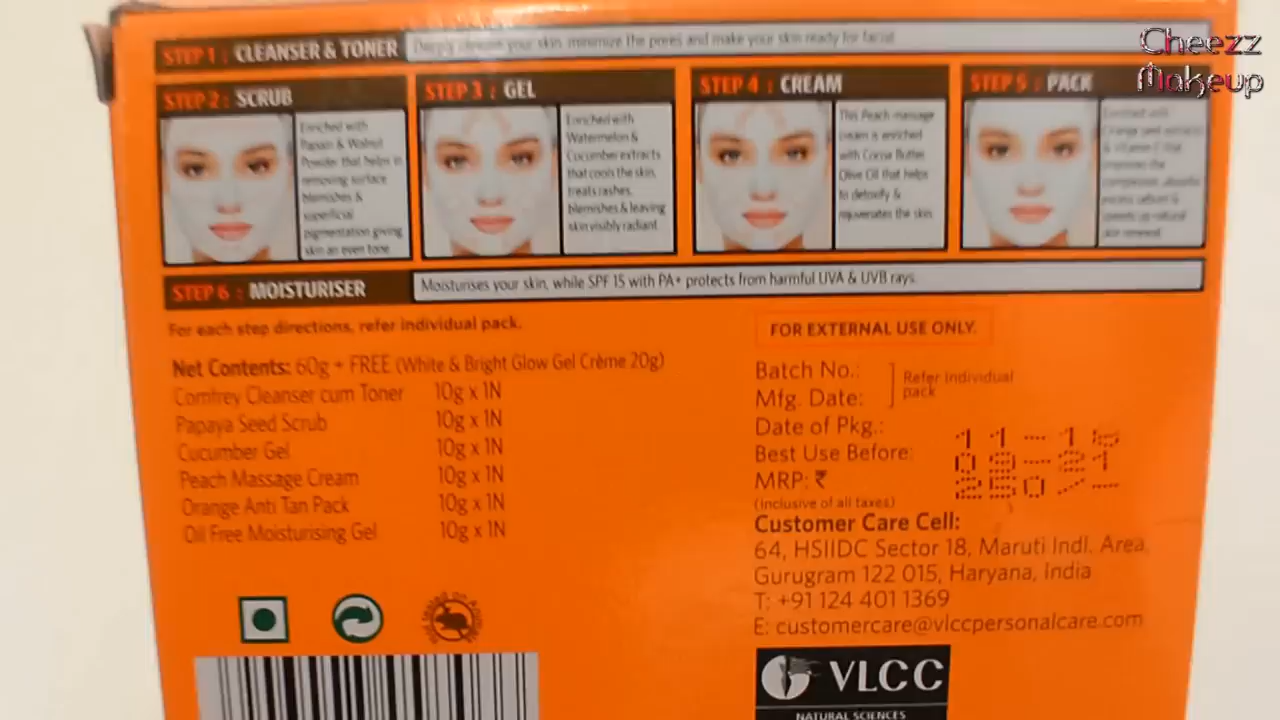 Cheezz
Makeup
STEP 1 : CLEANSER & TONER
Deeply cleanses your skin, minimize the pores and make your skin ready for facial
STEP 2 : SCRUB
Enriched with
Papain & Walnut
Powder that helps in
removing surface
blemishes &
superficial
pigmentation giving
skin an even tone
STEP 3 : GEL
Enriched with
Watermelon &
Cucumber extracts
that cools the skin,
treats rashes,
blemishes & leaving
skin visibly radiant
STEP 4 : CREAM
This Peach massage
cream is enriched
with Cocoa Butter
Olive Oil that helps
to detoxify &
rejuvenates the skin
STEP 5 : PACK
Enriched with
STEP 6 : MOISTURISER
Moisturises your skin, while SPF 15 with PA+ protects from harmful UVA & UVB rays.
For each step directions, refer individual pack.
Net Contents: 60g + FREE (White & Bright Glow Gel Crème 20g)
Comfrey Cleanser cum Toner 10g x 1N
Papaya Seed Scrub 10g x 1N
Cucumber Gel 10g x 1N
Peach Massage Cream 10g x 1N
Orange Anti Tan Pack 10g x 1N
Oil Free Moisturising Gel 10g x 1N
FOR EXTERNAL USE ONLY.
Batch No.:
Mfg. Date:
Refer Individual
pack
Date of Pkg.: 11-18
Best Use Before: 09-21
MRP: ₹ 250/-
(inclusive of all taxes)
Customer Care Cell:
64, HSIIDC Sector 18, Maruti Indl. Area,
Gurugram 122 015, Haryana, India
T: +91 124 401 1369
E: customercare@vlccpersonalcare.com
VLCC
NATURAL SCIENCES